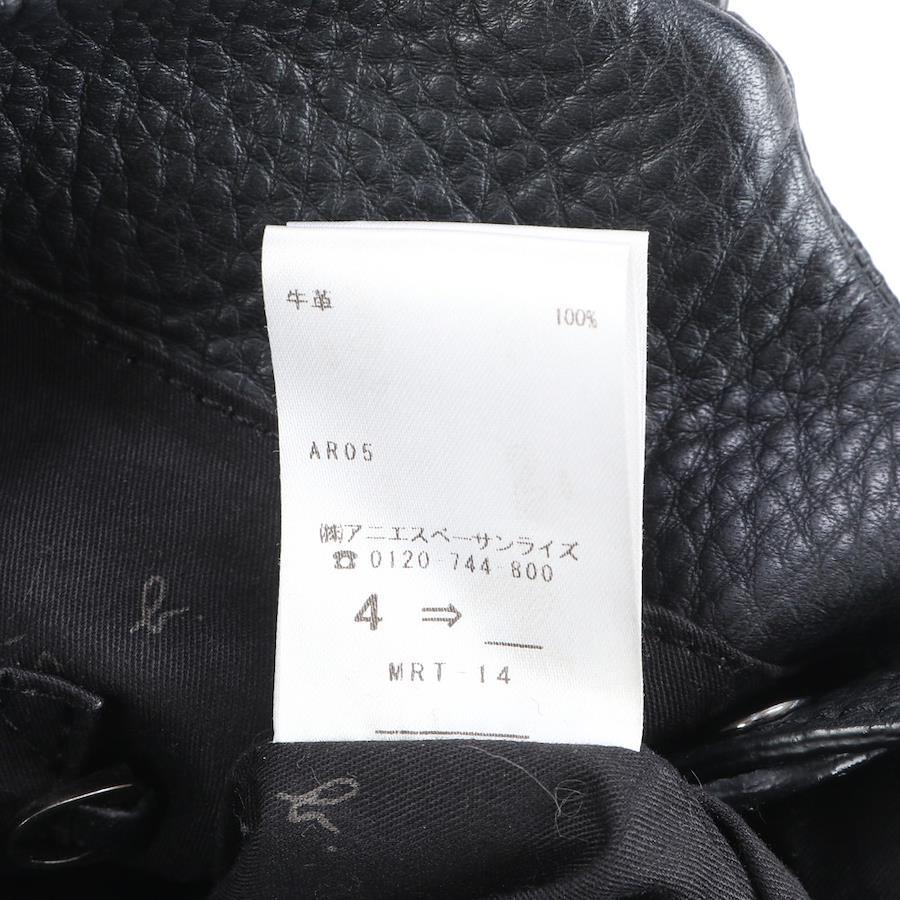 牛革 100%
AR05
㈱アニエスベーサンライズ
☎ 0120-744-800
4 ⇒ __
MRT-14
b.
b.